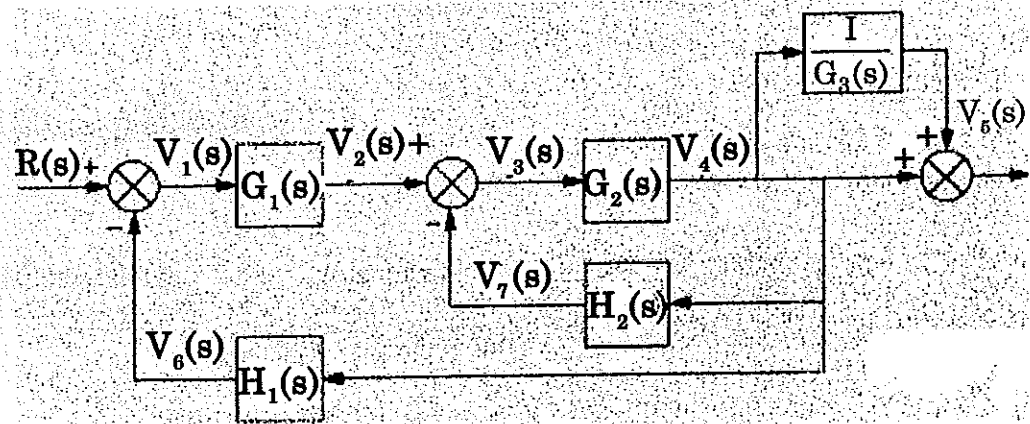 I
G₃(s)
V₅(s)
R(s) + V₁(s) G₁(s) V₂(s) + V₃(s) G₂(s) V₄(s) + +
- -
V₇(s) H₂(s)
V₆(s) H₁(s)